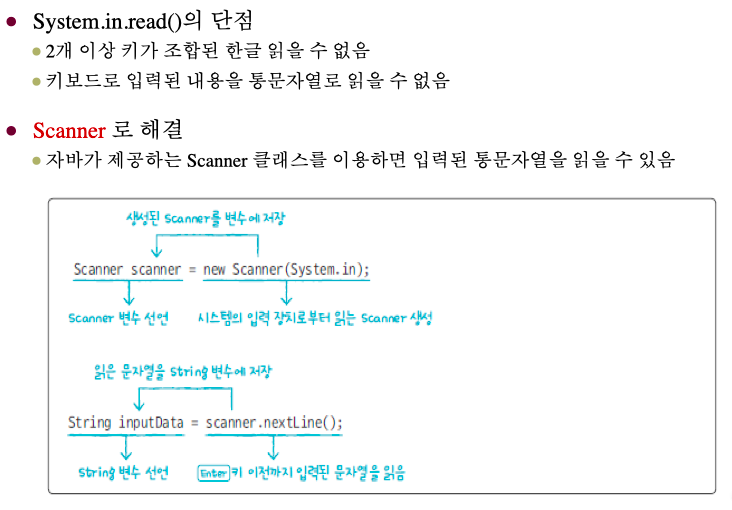 System.in.read()의 단점
2개 이상 키가 조합된 한글 읽을 수 없음
키보드로 입력된 내용을 통문자열로 읽을 수 없음
Scanner 로 해결
자바가 제공하는 Scanner 클래스를 이용하면 입력된 통문자열을 읽을 수 있음
생성된 Scanner를 변수에 저장
Scanner scanner = new Scanner(System.in);
Scanner 변수 선언 시스템의 입력 장치로부터 읽는 Scanner 생성
읽은 문자열을 String 변수에 저장
String inputData = scanner.nextLine();
String 변수 선언 Enter키 이전까지 입력된 문자열을 읽음